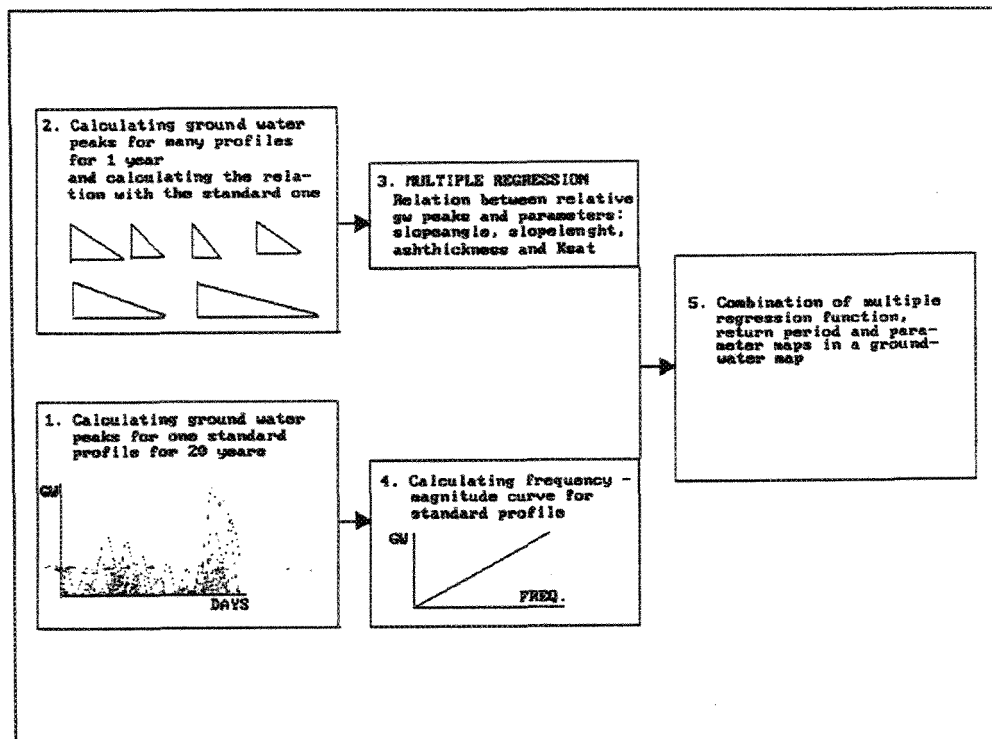 2. Calculating ground water
peaks for many profiles
for 1 year
and calculating the rela-
tion with the standard one
3. MULTIPLE REGRESSION
Relation between relative
gw peaks and parameters:
slopeangle, slopelenght,
ashthickness and Ksat
5. Combination of multiple
regression function,
return period and para-
meter maps in a ground-
water map
1. Calculating ground water
peaks for one standard
profile for 20 years
GW
DAYS
4. Calculating frequency -
magnitude curve for
standard profile
GW
FREQ.